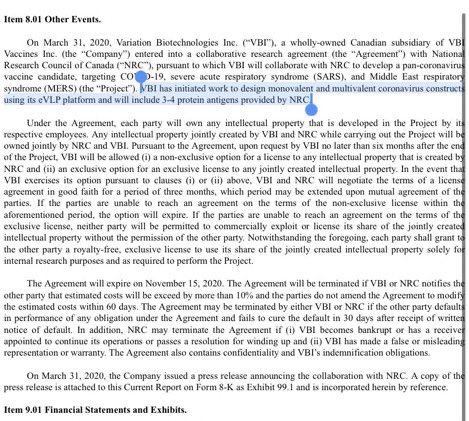 Item 8.01 Other Events.
On March 31, 2020, Variation Biotechnologies Inc. (“VBI”), a wholly-owned Canadian subsidiary of VBI
Vaccines Inc. (the “Company”) entered into a collaborative research agreement (the “Agreement”) with National
Research Council of Canada (“NRC”), pursuant to which VBI will collaborate with NRC to develop a pan-coronavirus
vaccine candidate, targeting COVID-19, severe acute respiratory syndrome (SARS), and Middle East respiratory
syndrome (MERS) (the “Project”). VBI has initiated work to design monovalent and multivalent coronavirus constructs
using its eVLP platform and will include 3-4 protein antigens provided by NRC.
Under the Agreement, each party will own any intellectual property that is developed in the Project by its
respective employees. Any intellectual property jointly created by VBI and NRC while carrying out the Project will be
owned jointly by NRC and VBI. Pursuant to the Agreement, upon request by VBI no later than six months after the end
of the Project, VBI will be allowed (i) a non-exclusive option for a license to any intellectual property that is created by
NRC and (ii) an exclusive option for an exclusive license to any jointly created intellectual property. In the event that
VBI exercises its option pursuant to clauses (i) or (ii) above, VBI and NRC will negotiate the terms of a license
agreement in good faith for a period of three months, which period may be extended upon mutual agreement of the
parties. If the parties are unable to reach an agreement on the terms of the non-exclusive license within the
aforementioned period, the option will expire. If the parties are unable to reach an agreement on the terms of the
exclusive license, neither party will be permitted to commercially exploit or license its share of the jointly created
intellectual property without the permission of the other party. Notwithstanding the foregoing, each party shall grant to
the other party a royalty-free, exclusive license to use its share of the jointly created intellectual property solely for
internal research purposes and as required to perform the Project.
The Agreement will expire on November 15, 2020. The Agreement will be terminated if VBI or NRC notifies the
other party that estimated costs will be exceed by more than 10% and the parties do not amend the Agreement to modify
the estimated costs within 60 days. The Agreement may be terminated by either VBI or NRC if the other party defaults
in performance of any obligation under the Agreement and fails to cure the default in 30 days after receipt of written
notice of default. In addition, NRC may terminate the Agreement if (i) VBI becomes bankrupt or has a receiver
appointed to continue its operations or passes a resolution for winding up and (ii) VBI has made a false or misleading
representation or warranty. The Agreement also contains confidentiality and VBI’s indemnification obligations.
On March 31, 2020, the Company issued a press release announcing the collaboration with NRC. A copy of the
press release is attached to this Current Report on Form 8-K as Exhibit 99.1 and is incorporated herein by reference.
Item 9.01 Financial Statements and Exhibits.